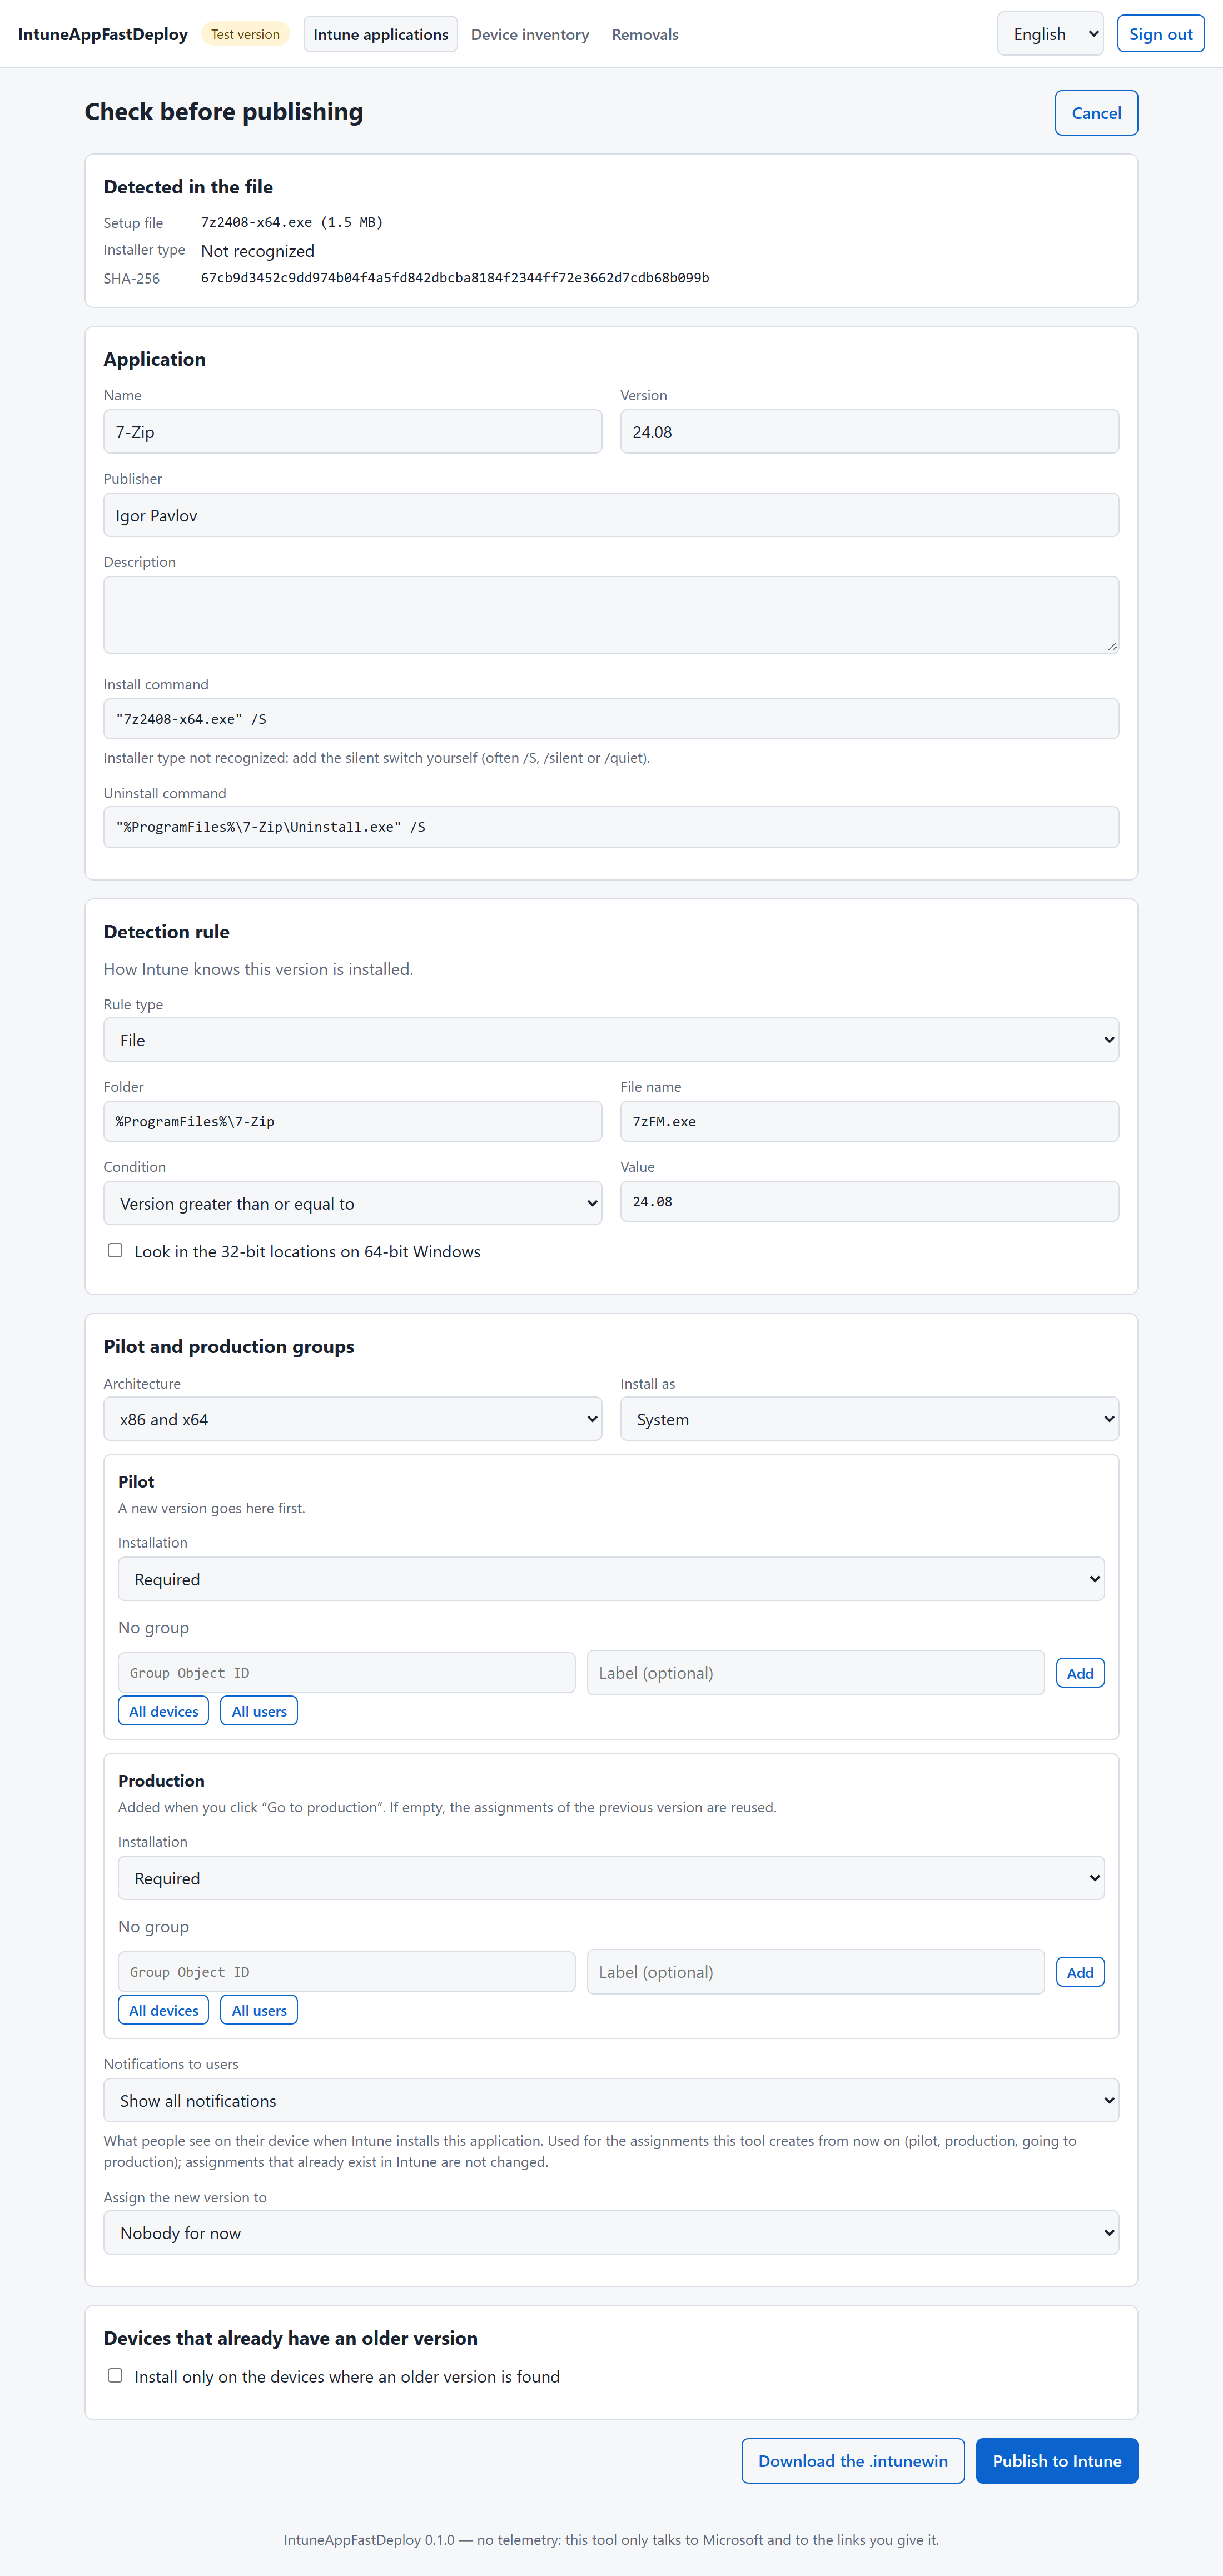 IntuneAppFastDeploy Test version Intune applications Device inventory Removals English Sign out
Check before publishing Cancel
Detected in the file
Setup file 7z2408-x64.exe (1.5 MB)
Installer type Not recognized
SHA-256 67cb9d3452c9dd974b04f4a5fd842dbcba8184f2344ff72e3662d7cdb68b099b
Application
Name Version
7-Zip 24.08
Publisher
Igor Pavlov
Description
Install command
"7z2408-x64.exe" /S
Installer type not recognized: add the silent switch yourself (often /S, /silent or /quiet).
Uninstall command
"%ProgramFiles%\7-Zip\Uninstall.exe" /S
Detection rule
How Intune knows this version is installed.
Rule type
File
Folder File name
%ProgramFiles%\7-Zip 7zFM.exe
Condition Value
Version greater than or equal to 24.08
Look in the 32-bit locations on 64-bit Windows
Pilot and production groups
Architecture Install as
x86 and x64 System
Pilot
A new version goes here first.
Installation
Required
No group
Group Object ID Label (optional) Add
All devices All users
Production
Added when you click “Go to production”. If empty, the assignments of the previous version are reused.
Installation
Required
No group
Group Object ID Label (optional) Add
All devices All users
Notifications to users
Show all notifications
What people see on their device when Intune installs this application. Used for the assignments this tool creates from now on (pilot, production, going to
production); assignments that already exist in Intune are not changed.
Assign the new version to
Nobody for now
Devices that already have an older version
Install only on the devices where an older version is found
Download the .intunewin Publish to Intune
IntuneAppFastDeploy 0.1.0 — no telemetry: this tool only talks to Microsoft and to the links you give it.